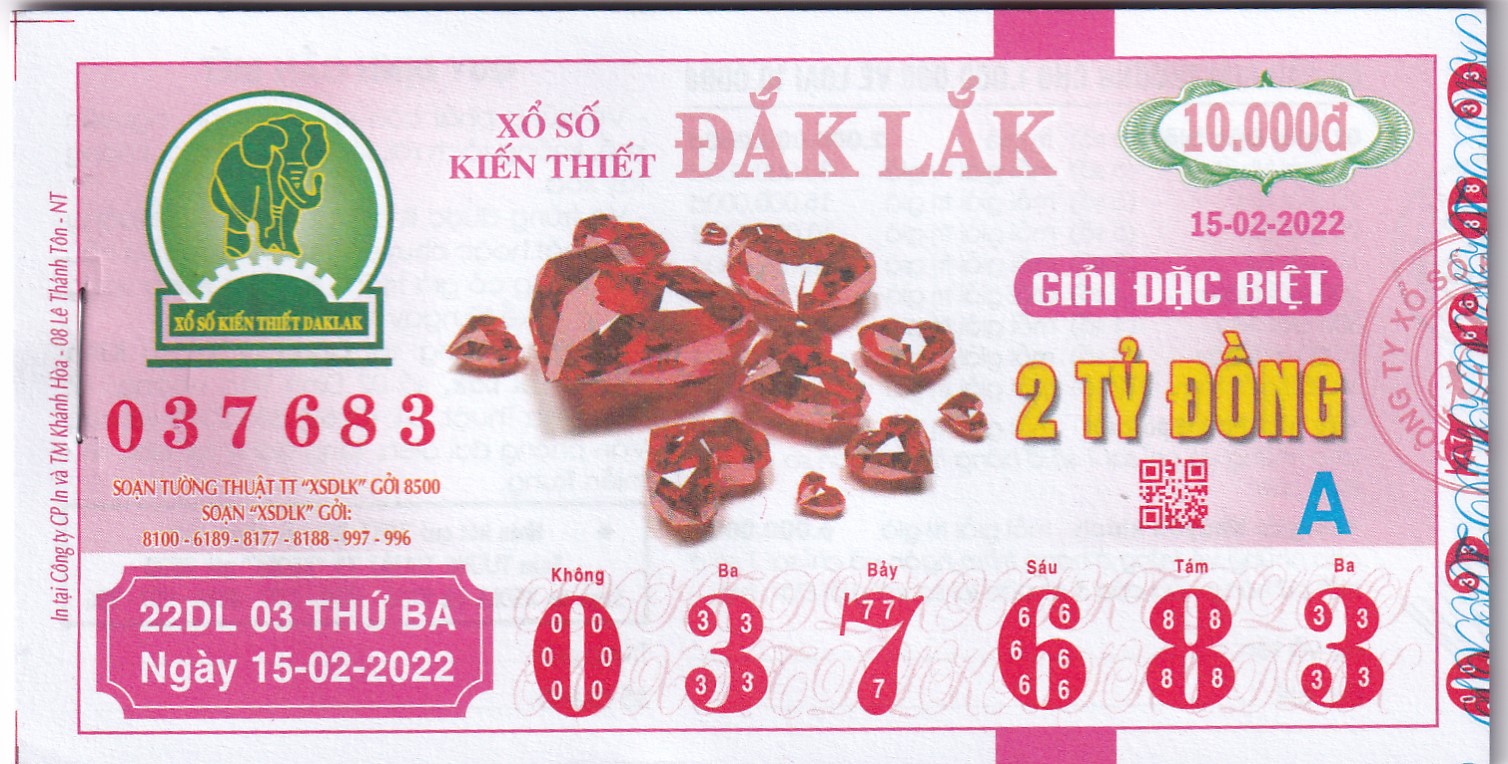 XỔ SỐ
KIẾN THIẾT
ĐẮK LẮK
10.000đ
15-02-2022
GIẢI ĐẶC BIỆT
2 TỶ ĐỒNG
A
XỔ SỐ KIẾN THIẾT DAKLAK
037683
SOẠN TƯỜNG THUẬT TT “XSDLK” GỞI 8500
SOẠN “XSDLK” GỞI:
8100 - 6189 - 8177 - 8188 - 997 - 996
In tại Công ty CP In và TM Khánh Hòa - 08 Lê Thánh Tôn - NT
22DL 03 THỨ BA
Ngày 15-02-2022
Không Ba Bảy Sáu Tám Ba
0 3 7 6 8 3